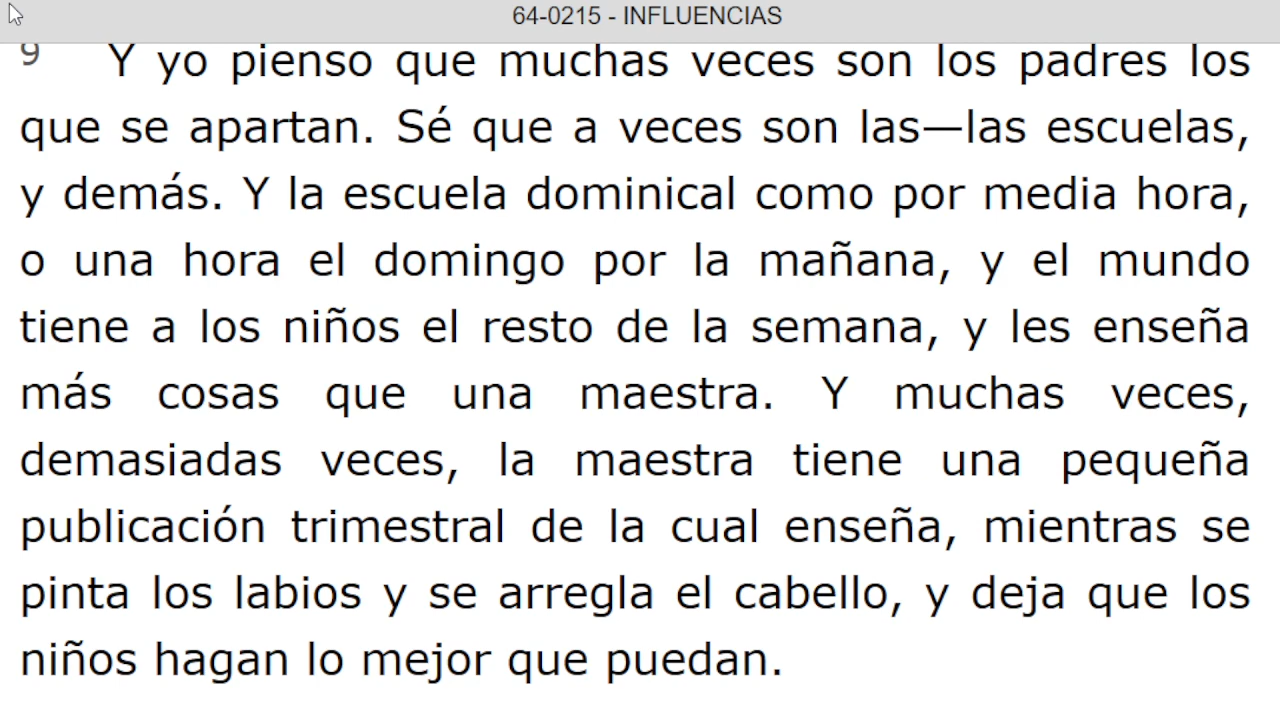 64-0215 - INFLUENCIAS
9 Y yo pienso que muchas veces son los padres los
que se apartan. Sé que a veces son las—las escuelas,
y demás. Y la escuela dominical como por media hora,
o una hora el domingo por la mañana, y el mundo
tiene a los niños el resto de la semana, y les enseña
más cosas que una maestra. Y muchas veces,
demasiadas veces, la maestra tiene una pequeña
publicación trimestral de la cual enseña, mientras se
pinta los labios y se arregla el cabello, y deja que los
niños hagan lo mejor que puedan.